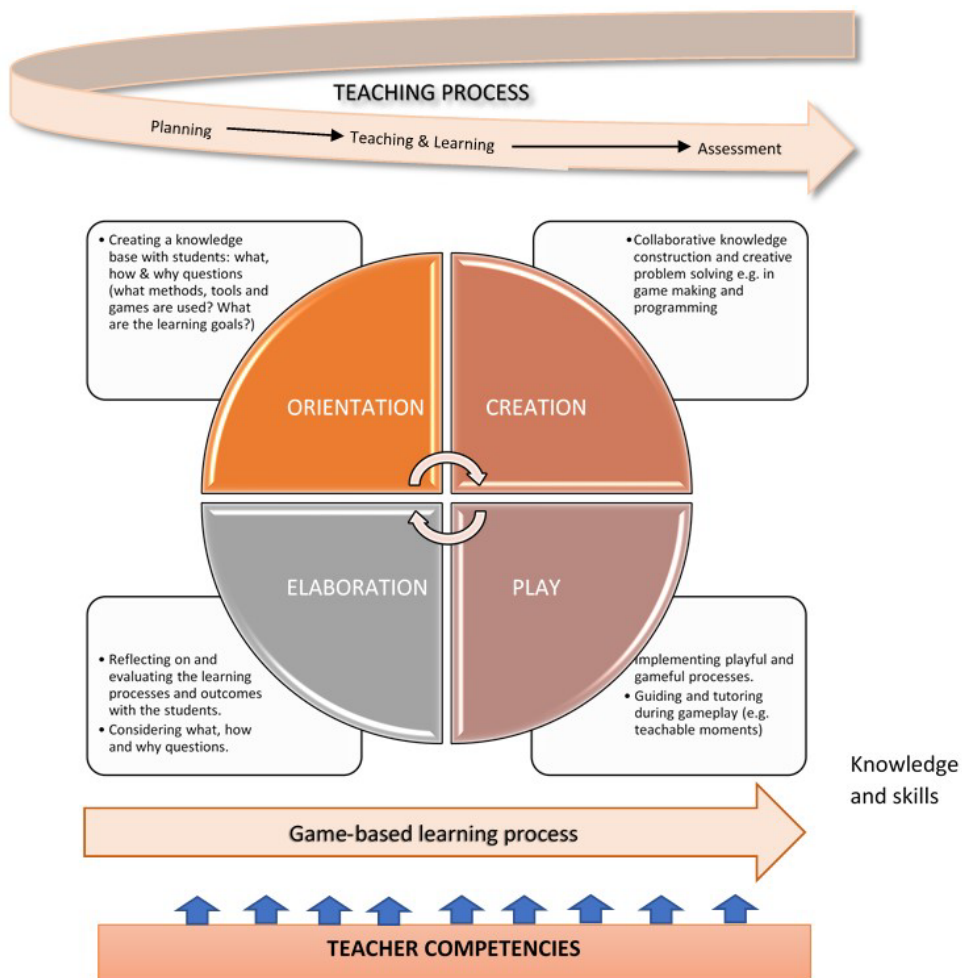 TEACHING PROCESS
Planning
Teaching & Learning
Assessment
• Creating a knowledge
base with students: what,
how & why questions
(what methods, tools and
games are used? What
are the learning goals?)
•Collaborative knowledge
construction and creative
problem solving e.g. in
game making and
programming
ORIENTATION
CREATION
ELABORATION
PLAY
• Reflecting on and
evaluating the learning
processes and outcomes
with the students.
• Considering what, how
and why questions.
Implementing playful and
gameful processes.
• Guiding and tutoring
during gameplay (e.g.
teachable moments)
Knowledge
and skills
Game-based learning process
TEACHER COMPETENCIES